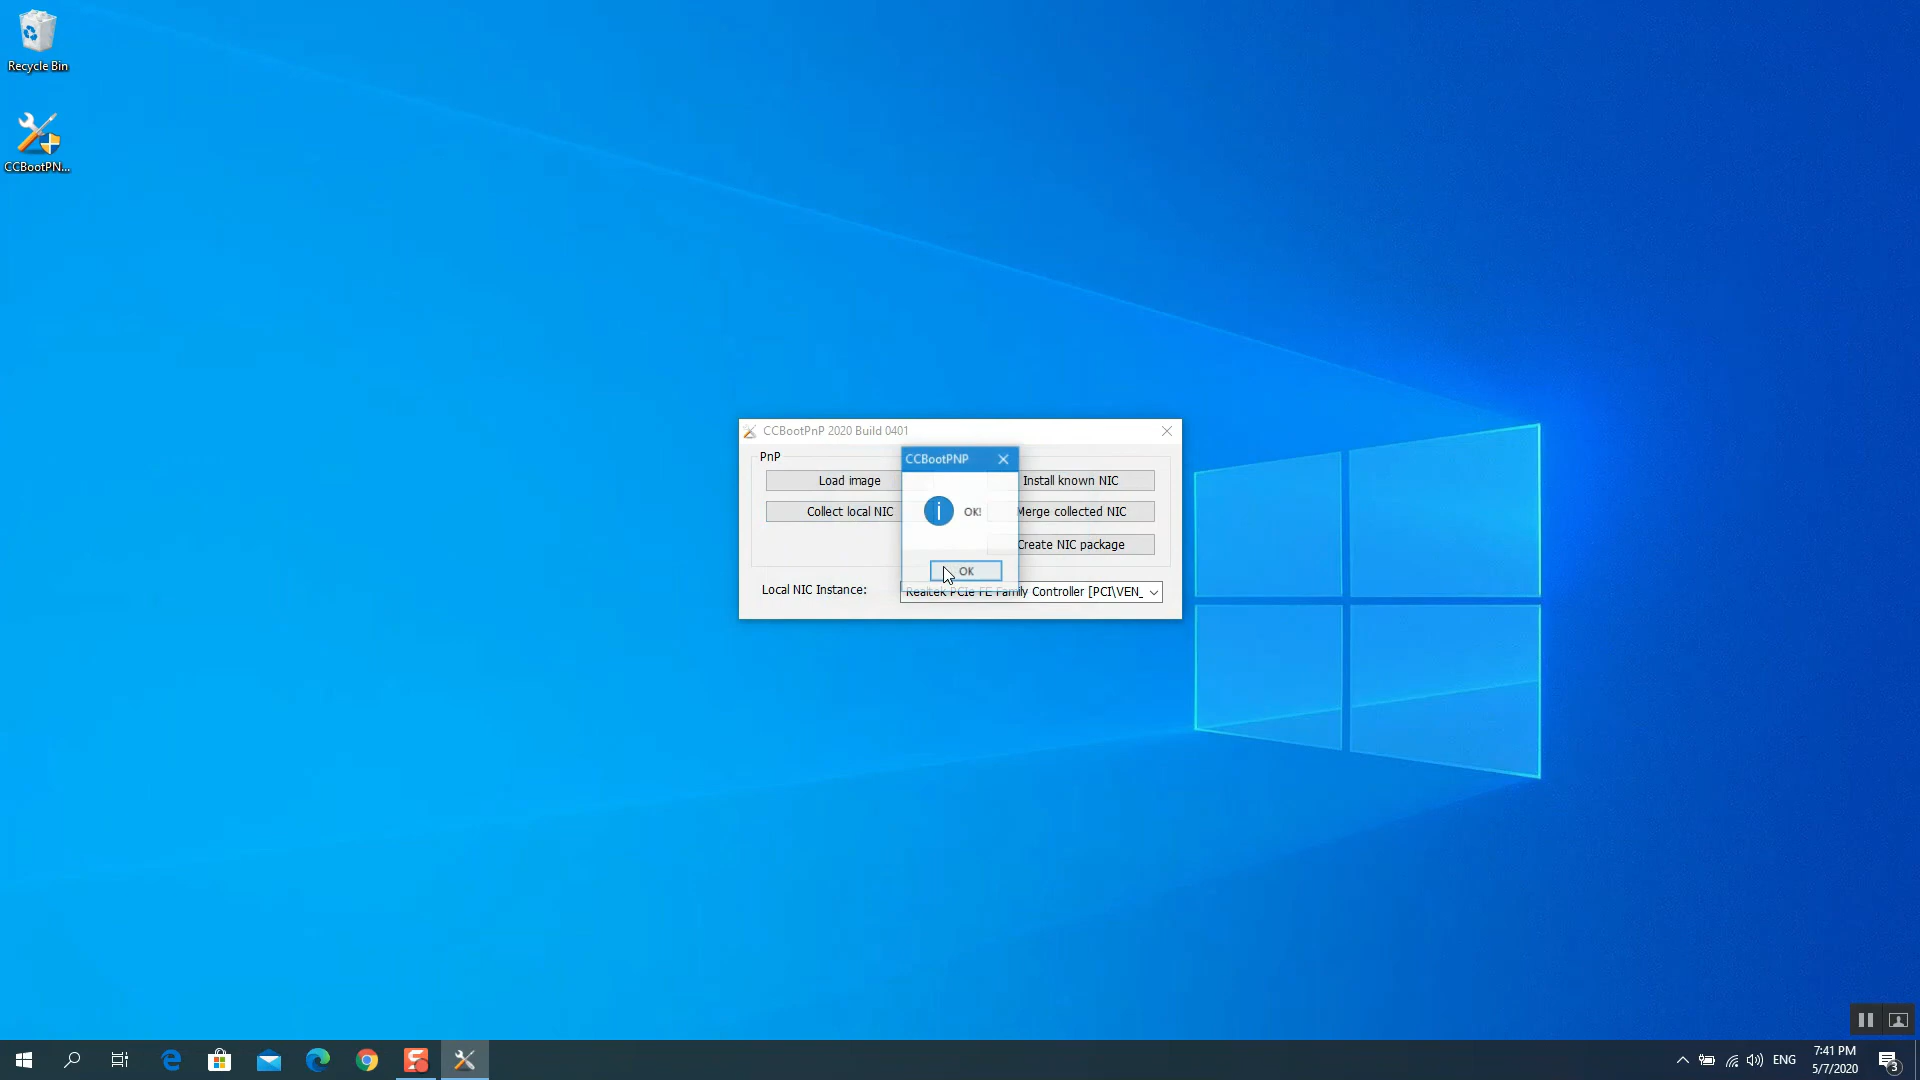 Recycle Bin
CCBootPN...
CCBootPnP 2020 Build 0401
PnP
CCBootPNP
Load image
Install known NIC
Collect local NIC
OK!
Merge collected NIC
Create NIC package
OK
Local NIC Instance:
Realtek PCIe FE Family Controller [PCI\VEN_
ENG
7:41 PM
5/7/2020
3